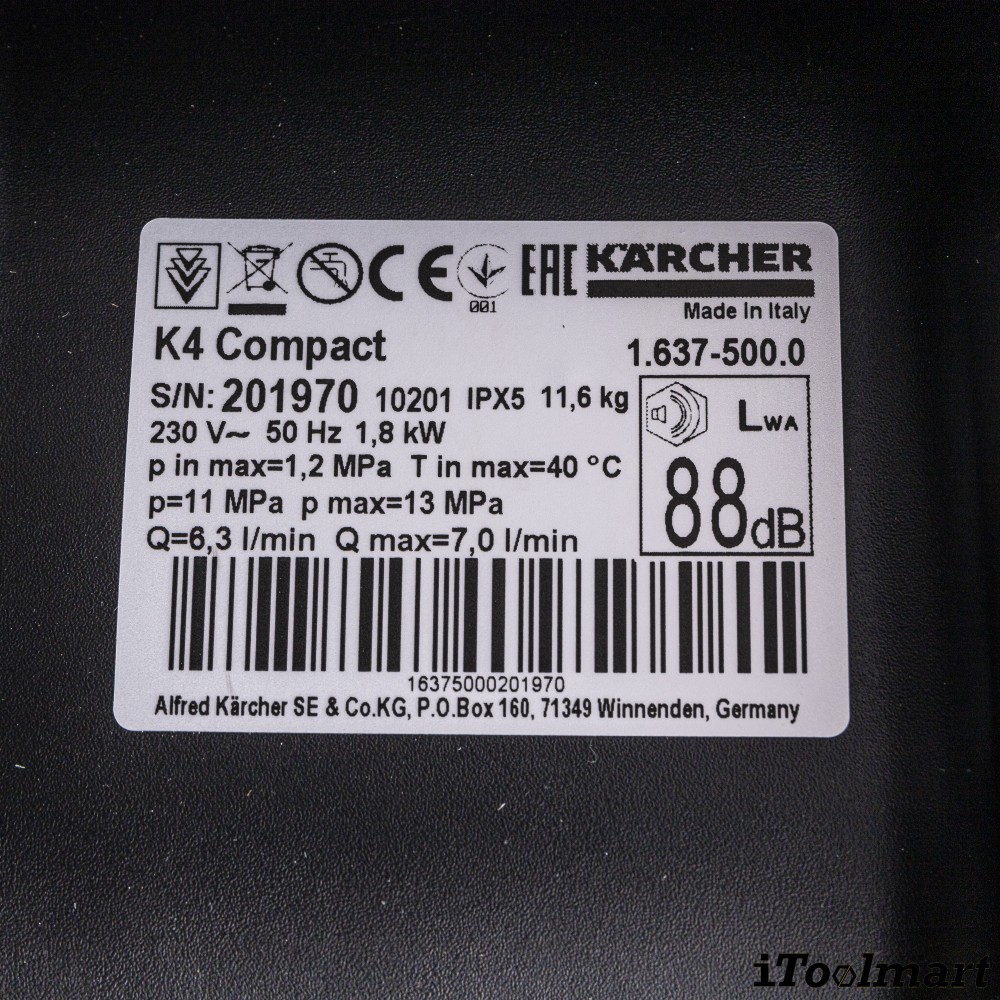 CE 001 EAC KÄRCHER
Made in Italy
K4 Compact 1.637-500.0
S/N: 201970 10201 IPX5 11,6 kg
230 V~ 50 Hz 1,8 kW
LWA
p in max=1,2 MPa T in max=40 °C
p=11 MPa p max=13 MPa
88dB
Q=6,3 l/min Q max=7,0 l/min
16375000201970
Alfred Kärcher SE & Co.KG, P.O.Box 160, 71349 Winnenden, Germany
iToolmart